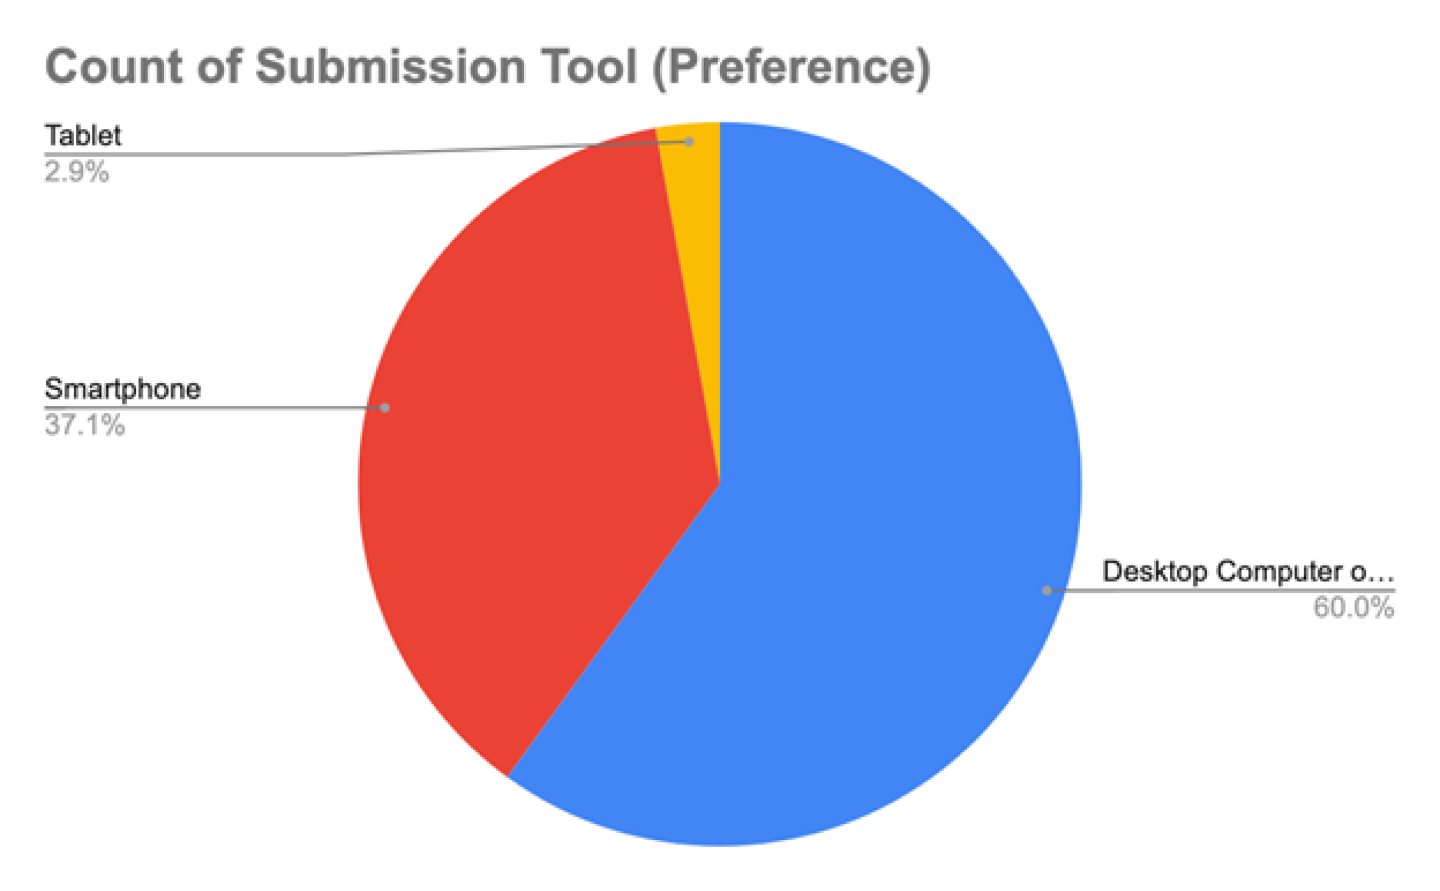 Count of Submission Tool (Preference)
Tablet
2.9%
Smartphone
37.1%
Desktop Computer o...
60.0%